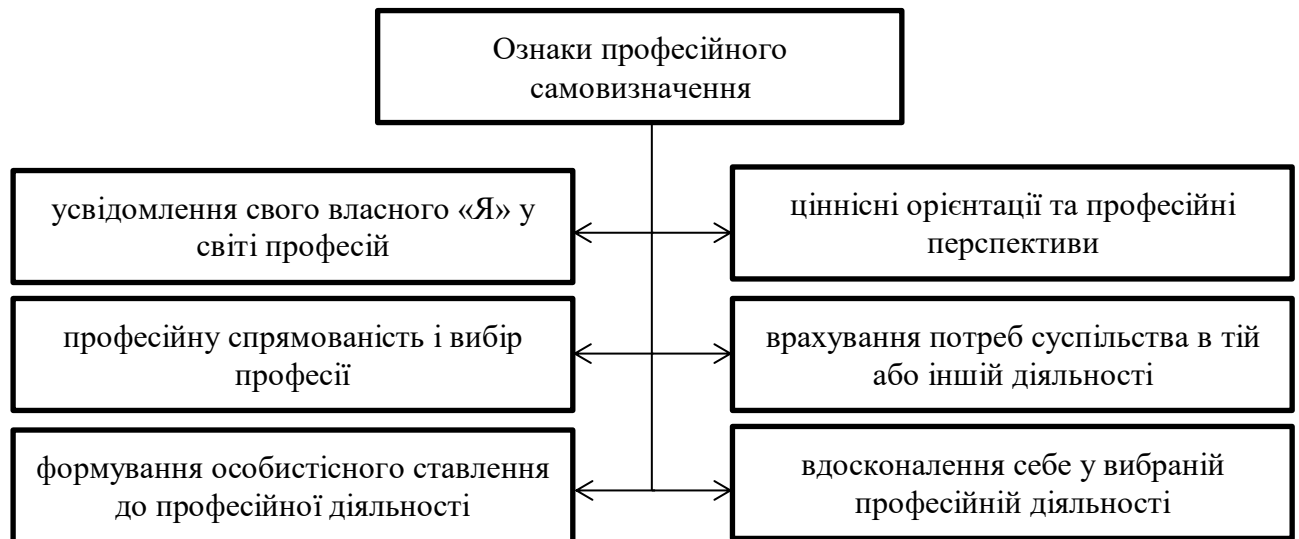 Ознаки професійного
самовизначення
усвідомлення свого власного «Я» у
світі професій
ціннісні орієнтації та професійні
перспективи
професійну спрямованість і вибір
професії
врахування потреб суспільства в тій
або іншій діяльності
формування особистісного ставлення
до професійної діяльності
вдосконалення себе у вибраній
професійній діяльності